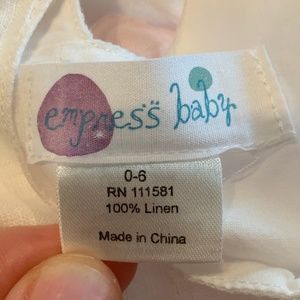 empress baby
0-6
RN 111581
100% Linen
Made in China